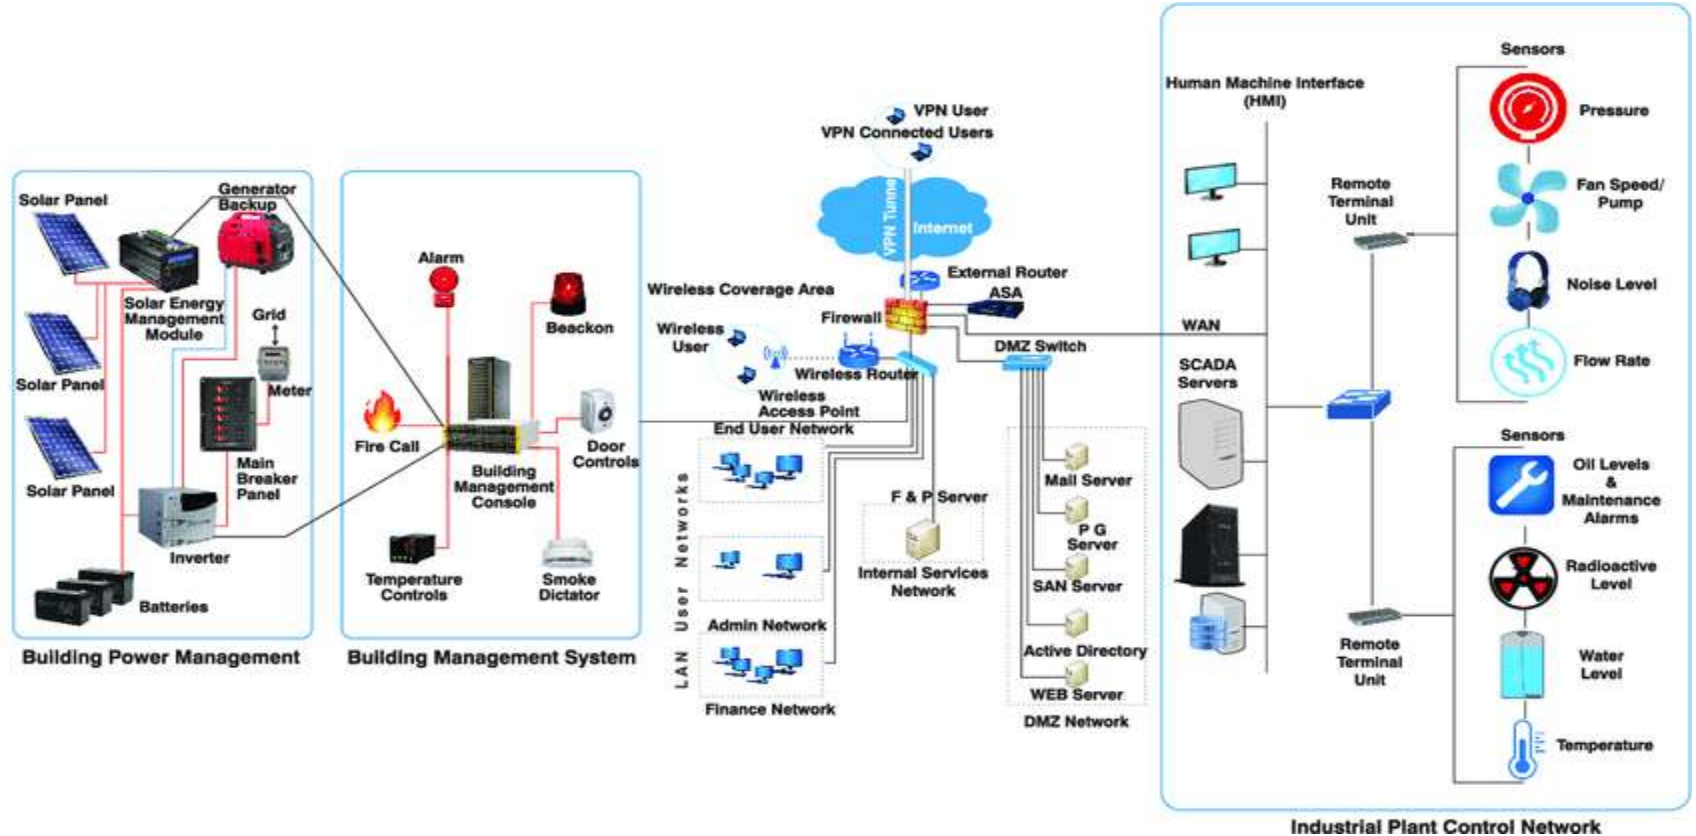 Solar Panel
Generator
Backup
Solar Energy
Management
Module
Grid
Solar Panel
Meter
Solar Panel
Main
Breaker
Panel
Inverter
Batteries
Building Power Management
Alarm
Beackon
Fire Call
Door
Controls
Building
Management
Console
Temperature
Controls
Smoke
Dictator
Building Management System
VPN User
VPN Connected Users
VPN Tunne
Internet
External Router
ASA
Wireless Coverage Area
Firewall
Wireless
User
DMZ Switch
Wireless Router
Wireless
Access Point
End User Network
LAN User Networks
Admin Network
Finance Network
F & P Server
Internal Services
Network
Mail Server
P G
Server
SAN Server
Active Directory
WEB Server
DMZ Network
Human Machine Interface
(HMI)
WAN
SCADA
Servers
Remote
Terminal
Unit
Sensors
Pressure
Fan Speed/
Pump
Noise Level
Flow Rate
Sensors
Oil Levels
&
Maintenance
Alarms
Radioactive
Level
Remote
Terminal
Unit
Water
Level
Temperature
Industrial Plant Control Network